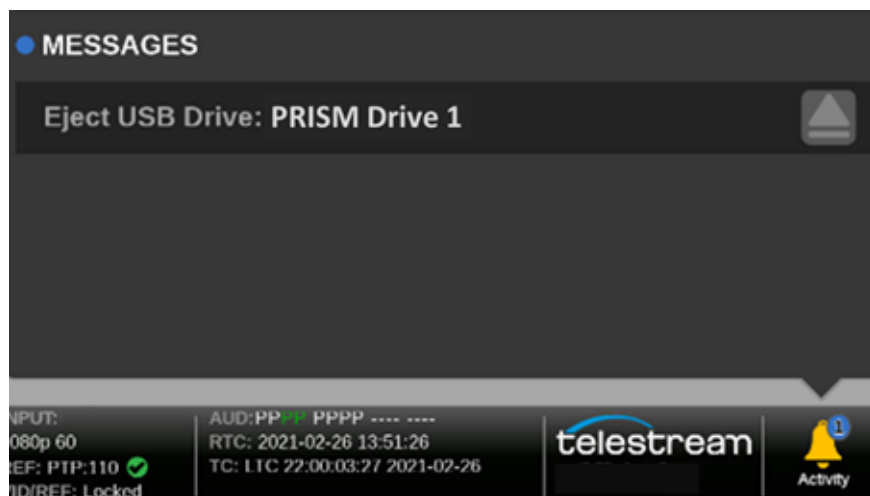 MESSAGES
Eject USB Drive: PRISM Drive 1
NPUT:
080p 60
REF: PTP:110
VID/REF: Locked
AUD:PPPP PPPP ---- ----
RTC: 2021-02-26 13:51:26
TC: LTC 22:00:03:27 2021-02-26
telestream
1
Activity